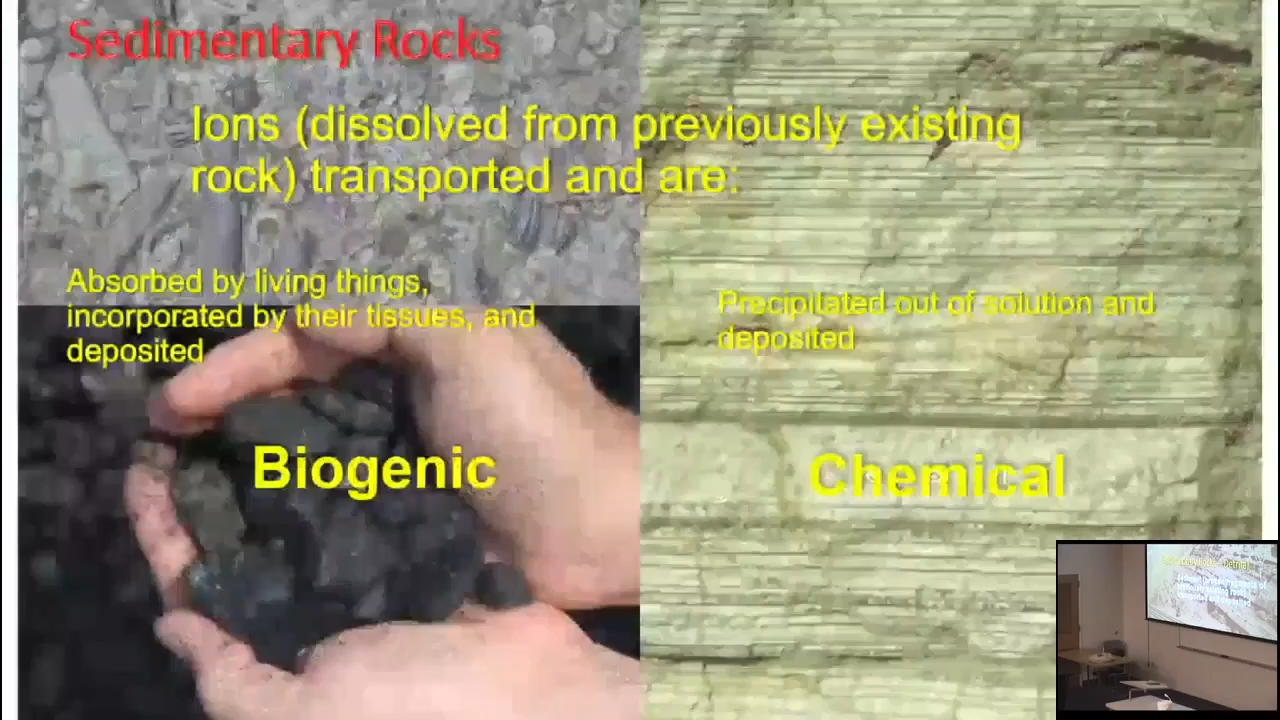 Sedimentary Rocks
Ions (dissolved from previously existing
rock) transported and are:
Absorbed by living things,
incorporated by their tissues, and
deposited
Precipitated out of solution and
deposited
Biogenic
Chemical